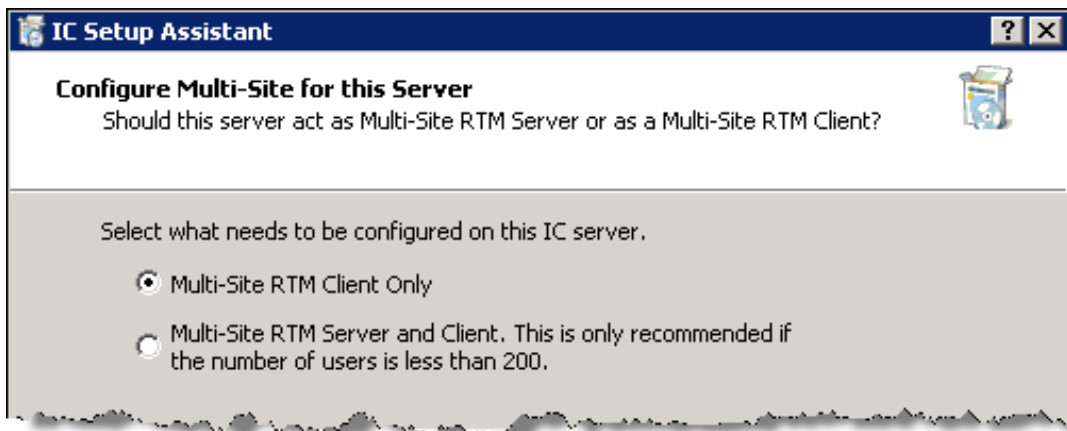 IC Setup Assistant
Configure Multi-Site for this Server
Should this server act as Multi-Site RTM Server or as a Multi-Site RTM Client?
Select what needs to be configured on this IC server.
Multi-Site RTM Client Only
Multi-Site RTM Server and Client. This is only recommended if
the number of users is less than 200.